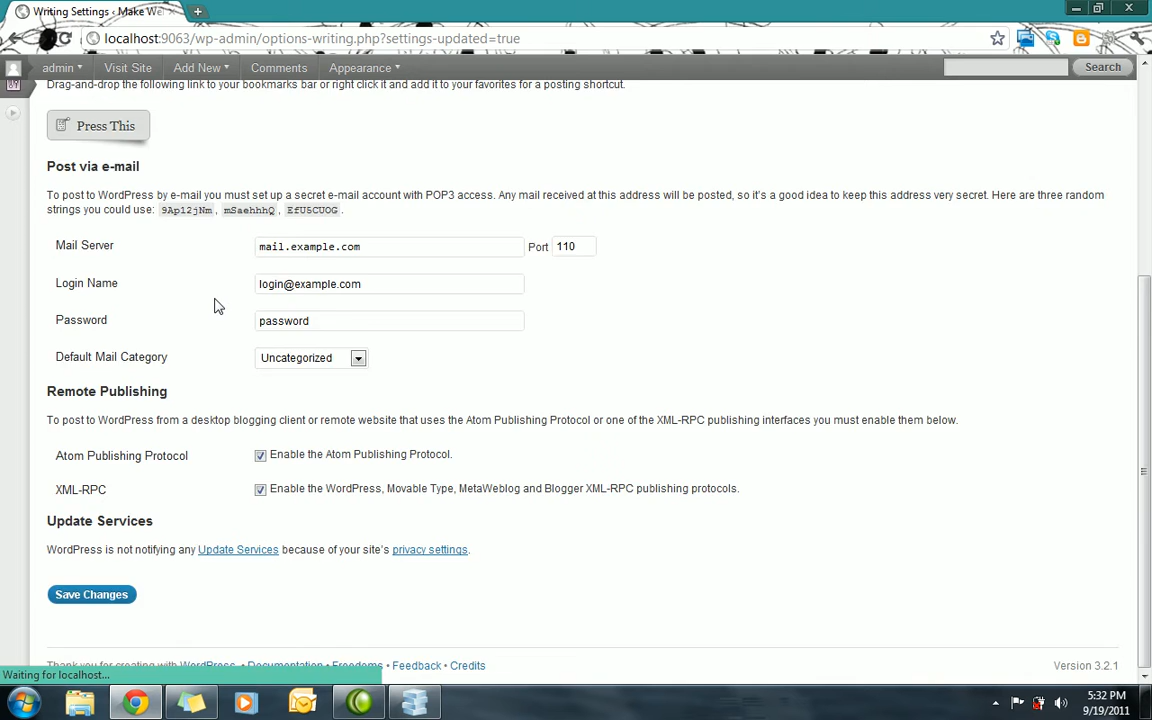 Writing Settings ‹ Make We
localhost:9063/wp-admin/options-writing.php?settings-updated=true
admin Visit Site Add New Comments Appearance Search
Drag-and-drop the following link to your bookmarks bar or right click it and add it to your favorites for a posting shortcut.
Press This
Post via e-mail
To post to WordPress by e-mail you must set up a secret e-mail account with POP3 access. Any mail received at this address will be posted, so it's a good idea to keep this address very secret. Here are three random
strings you could use: 9Ap12jNm, mSaehhhQ, EfU5CUOG.
Mail Server mail.example.com Port 110
Login Name login@example.com
Password password
Default Mail Category Uncategorized
Remote Publishing
To post to WordPress from a desktop blogging client or remote website that uses the Atom Publishing Protocol or one of the XML-RPC publishing interfaces you must enable them below.
Atom Publishing Protocol Enable the Atom Publishing Protocol.
XML-RPC Enable the WordPress, Movable Type, MetaWeblog and Blogger XML-RPC publishing protocols.
Update Services
WordPress is not notifying any Update Services because of your site's privacy settings.
Save Changes
Thank you for creating with WordPress. • Documentation • Freedoms • Feedback • Credits Version 3.2.1
Waiting for localhost...
5:32 PM
9/19/2011